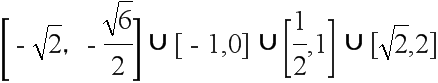 [-√2, -√6/2] ∪ [-1,0] ∪ [1/2,1] ∪ [√2,2]